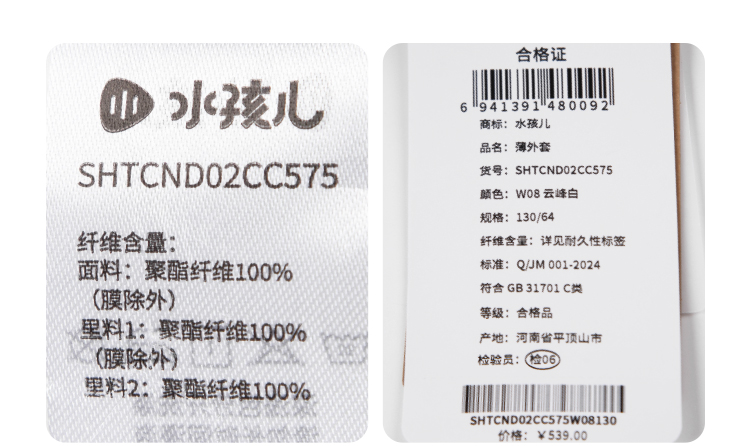 水孩儿
SHTCND02CC575
纤维含量：
面料：聚酯纤维100%
（膜除外）
里料1：聚酯纤维100%
（膜除外）
里料2：聚酯纤维100%
合格证
6 941391 480092
商标：水孩儿
品名：薄外套
货号：SHTCND02CC575
颜色：W08 云峰白
规格：130/64
纤维含量：详见耐久性标签
标准：Q/JM 001-2024
符合 GB 31701 C类
等级：合格品
产地：河南省平顶山市
检验员：检06
SHTCND02CC575W08130
价格：￥539.00